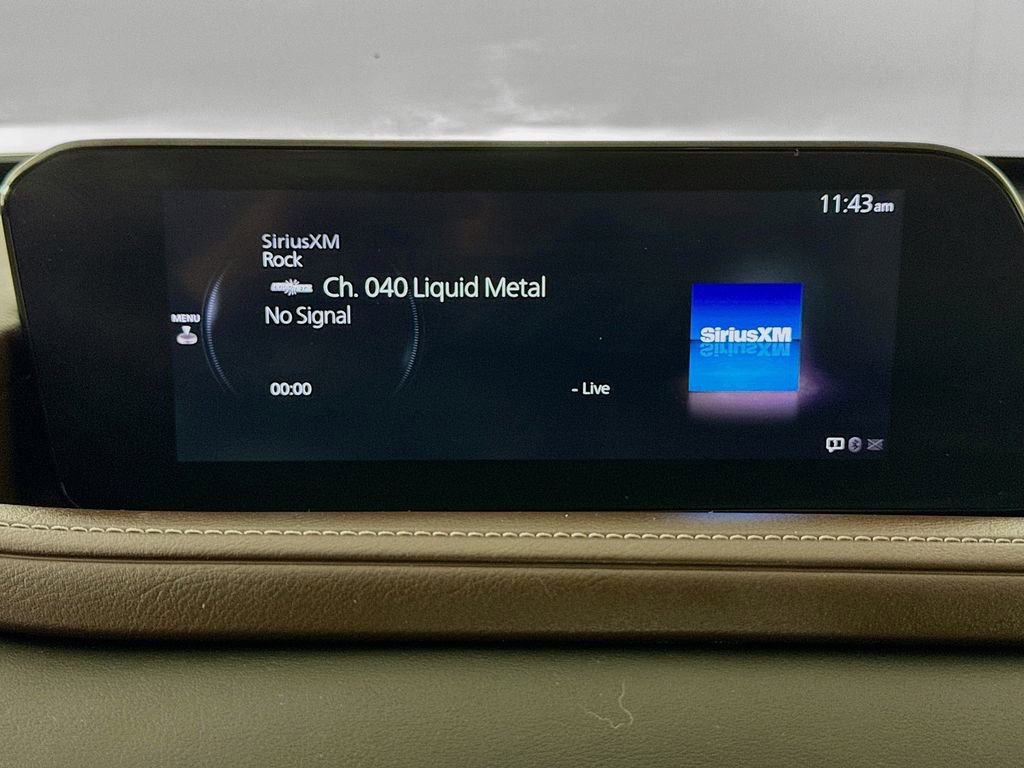 11:43am
SiriusXM
Rock
Ch. 040 Liquid Metal
No Signal
MENU
SiriusXM
00:00
- Live